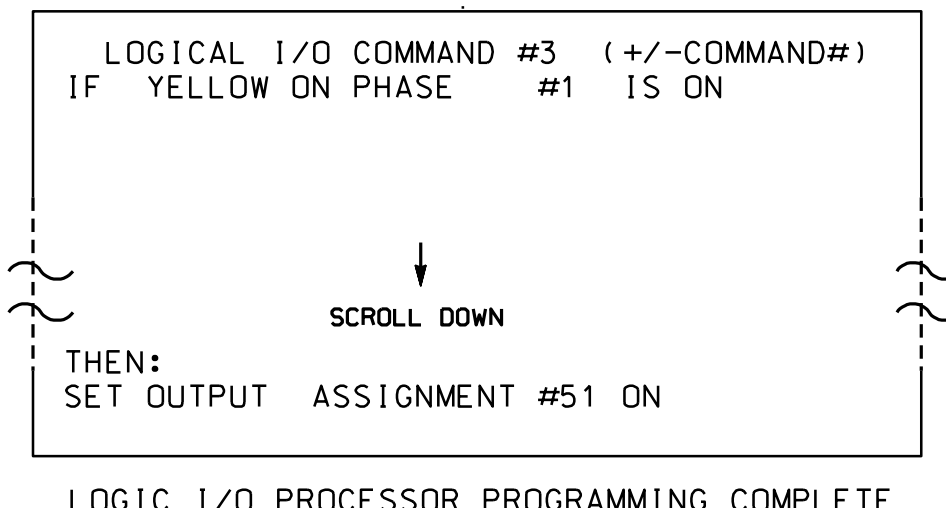 LOGICAL I/O COMMAND #3 (+/-COMMAND#)
IF YELLOW ON PHASE #1 IS ON
SCROLL DOWN
THEN:
SET OUTPUT ASSIGNMENT #51 ON
LOGIC I/O PROCESSOR PROGRAMMING COMPLETE